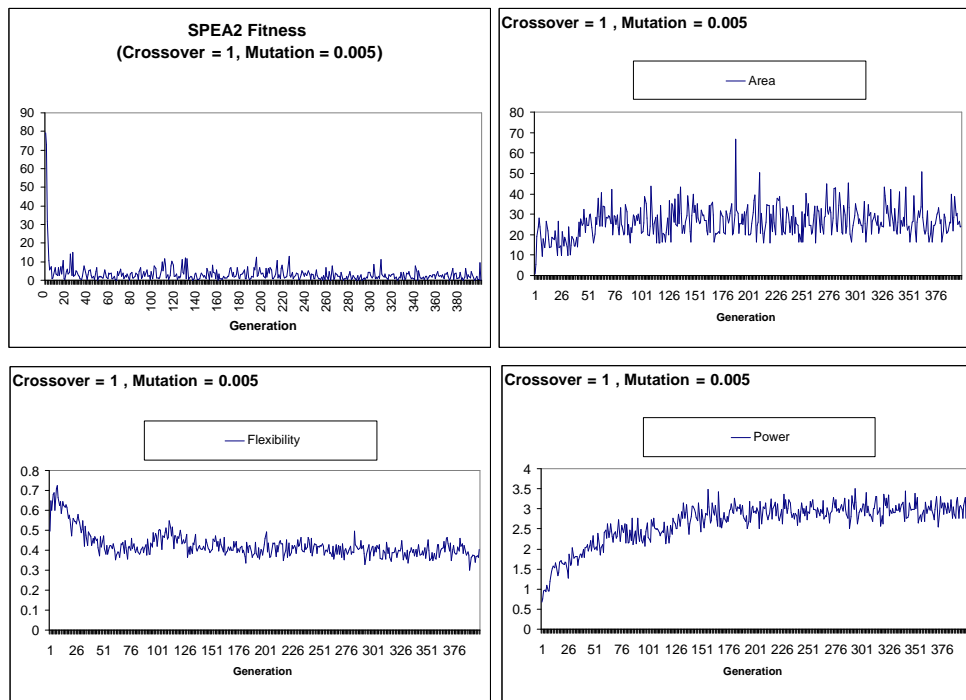 SPEA2 Fitness
(Crossover = 1, Mutation = 0.005)
90
80
70
60
50
40
30
20
10
0
0 20 40 60 80 100 120 140 160 180 200 220 240 260 280 300 320 340 360 380
Generation
Crossover = 1 , Mutation = 0.005
Area
80
70
60
50
40
30
20
10
0
1 26 51 76 101 126 151 176 201 226 251 276 301 326 351 376
Generation
Crossover = 1 , Mutation = 0.005
Flexibility
0.8
0.7
0.6
0.5
0.4
0.3
0.2
0.1
0
1 26 51 76 101 126 151 176 201 226 251 276 301 326 351 376
Generation
Crossover = 1 , Mutation = 0.005
Power
4
3.5
3
2.5
2
1.5
1
0.5
0
1 26 51 76 101 126 151 176 201 226 251 276 301 326 351 376
Generation